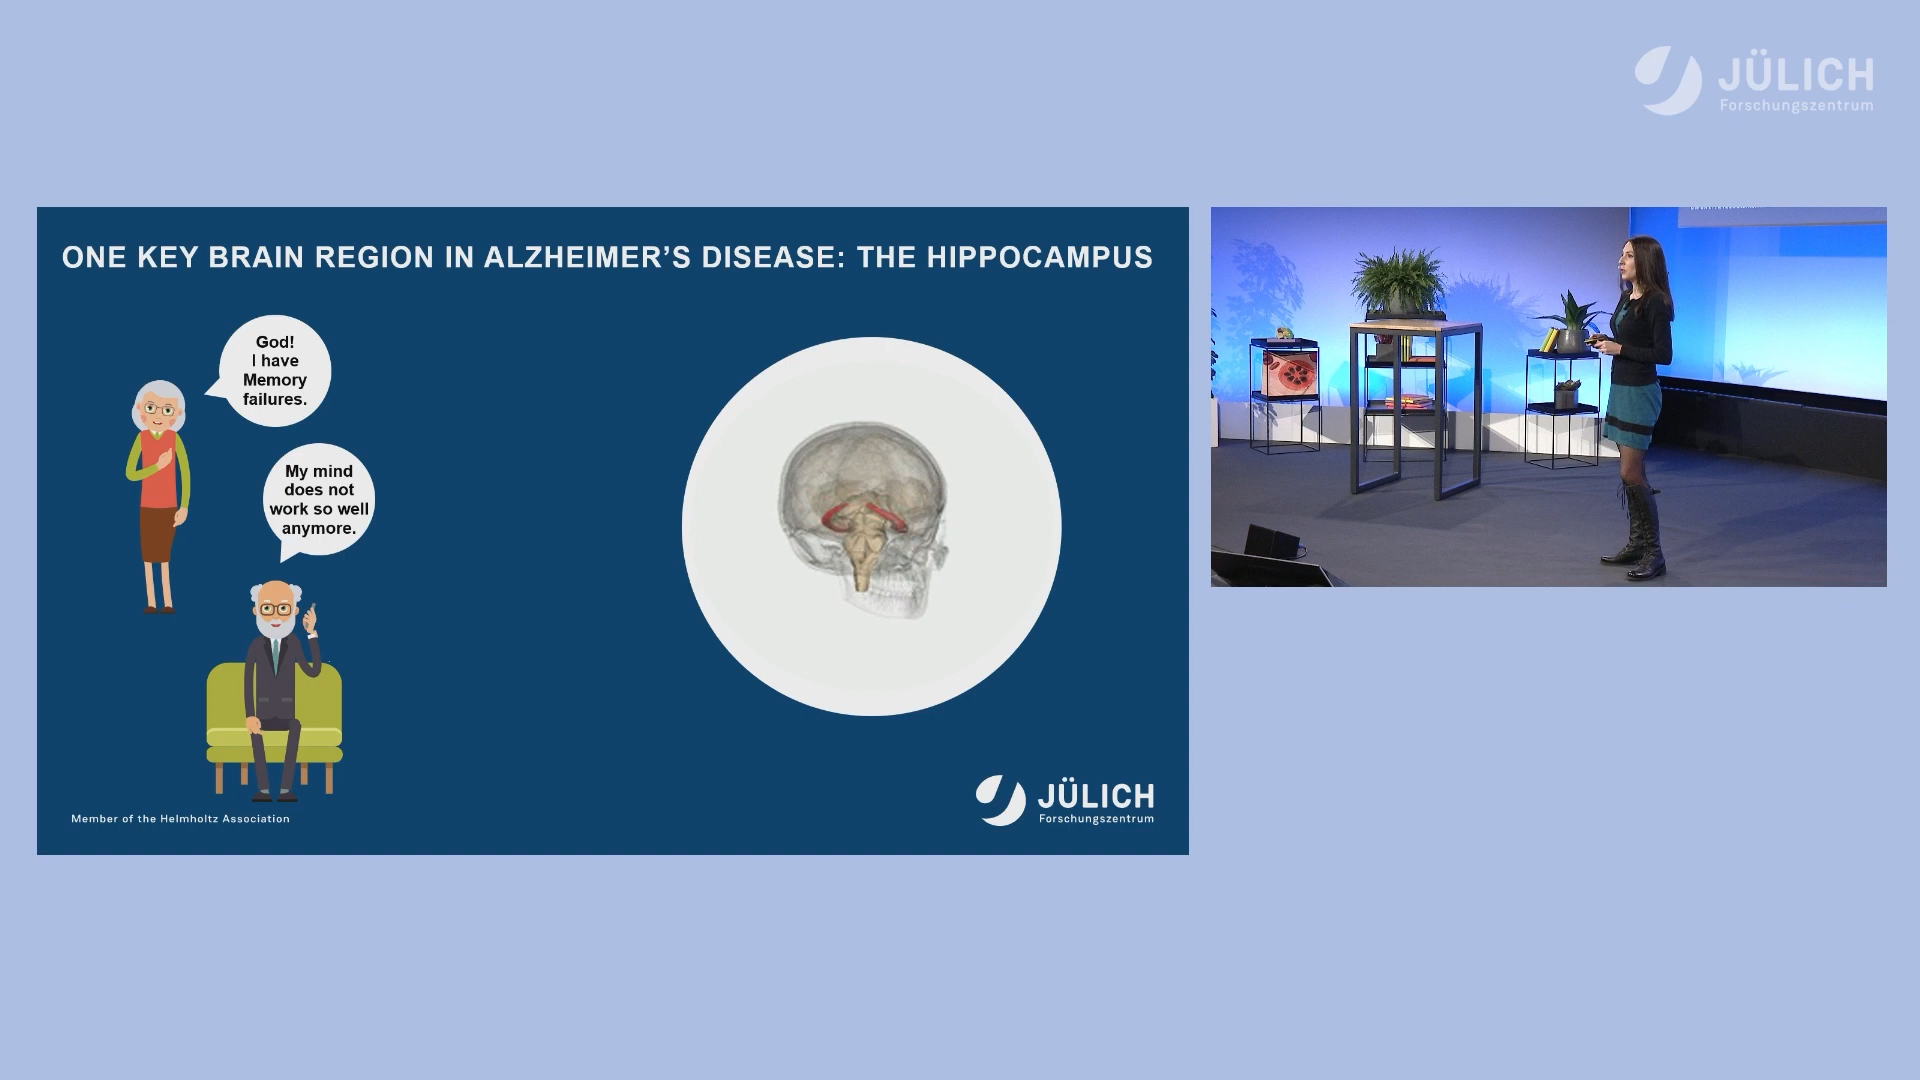 JÜLICH
Forschungszentrum
ONE KEY BRAIN REGION IN ALZHEIMER’S DISEASE: THE HIPPOCAMPUS
God!
I have
Memory
failures.
My mind
does not
work so well
anymore.
Member of the Helmholtz Association
JÜLICH
Forschungszentrum